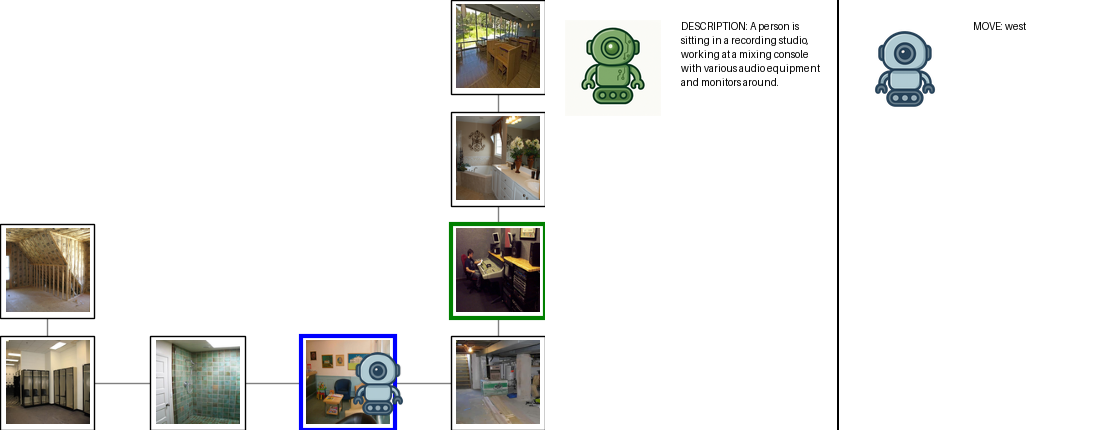 DESCRIPTION: A person is
sitting in a recording studio,
working at a mixing console
with various audio equipment
and monitors around.
MOVE: west